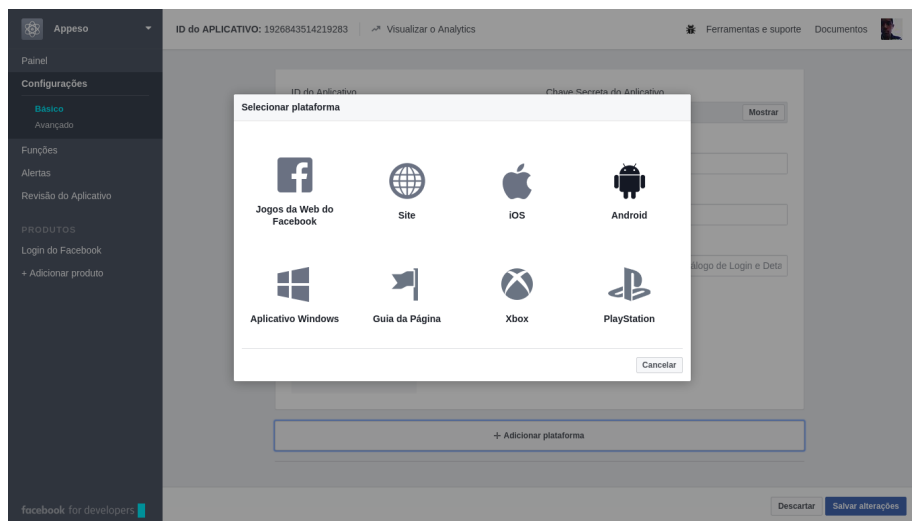 Appeso
ID do APLICATIVO: 1926843514219283
Visualizar o Analytics
Ferramentas e suporte
Documentos
Painel
Configurações
Básico
Avançado
Funções
Alertas
Revisão do Aplicativo
PRODUTOS
Login do Facebook
+ Adicionar produto
facebook for developers
ID do Aplicativo
Chave Secreta do Aplicativo
Mostrar
Selecionar plataforma
Jogos da Web do
Facebook
Site
iOS
Android
Aplicativo Windows
Guia da Página
Xbox
PlayStation
Cancelar
álogo de Login e Deta
+ Adicionar plataforma
Descartar
Salvar alterações